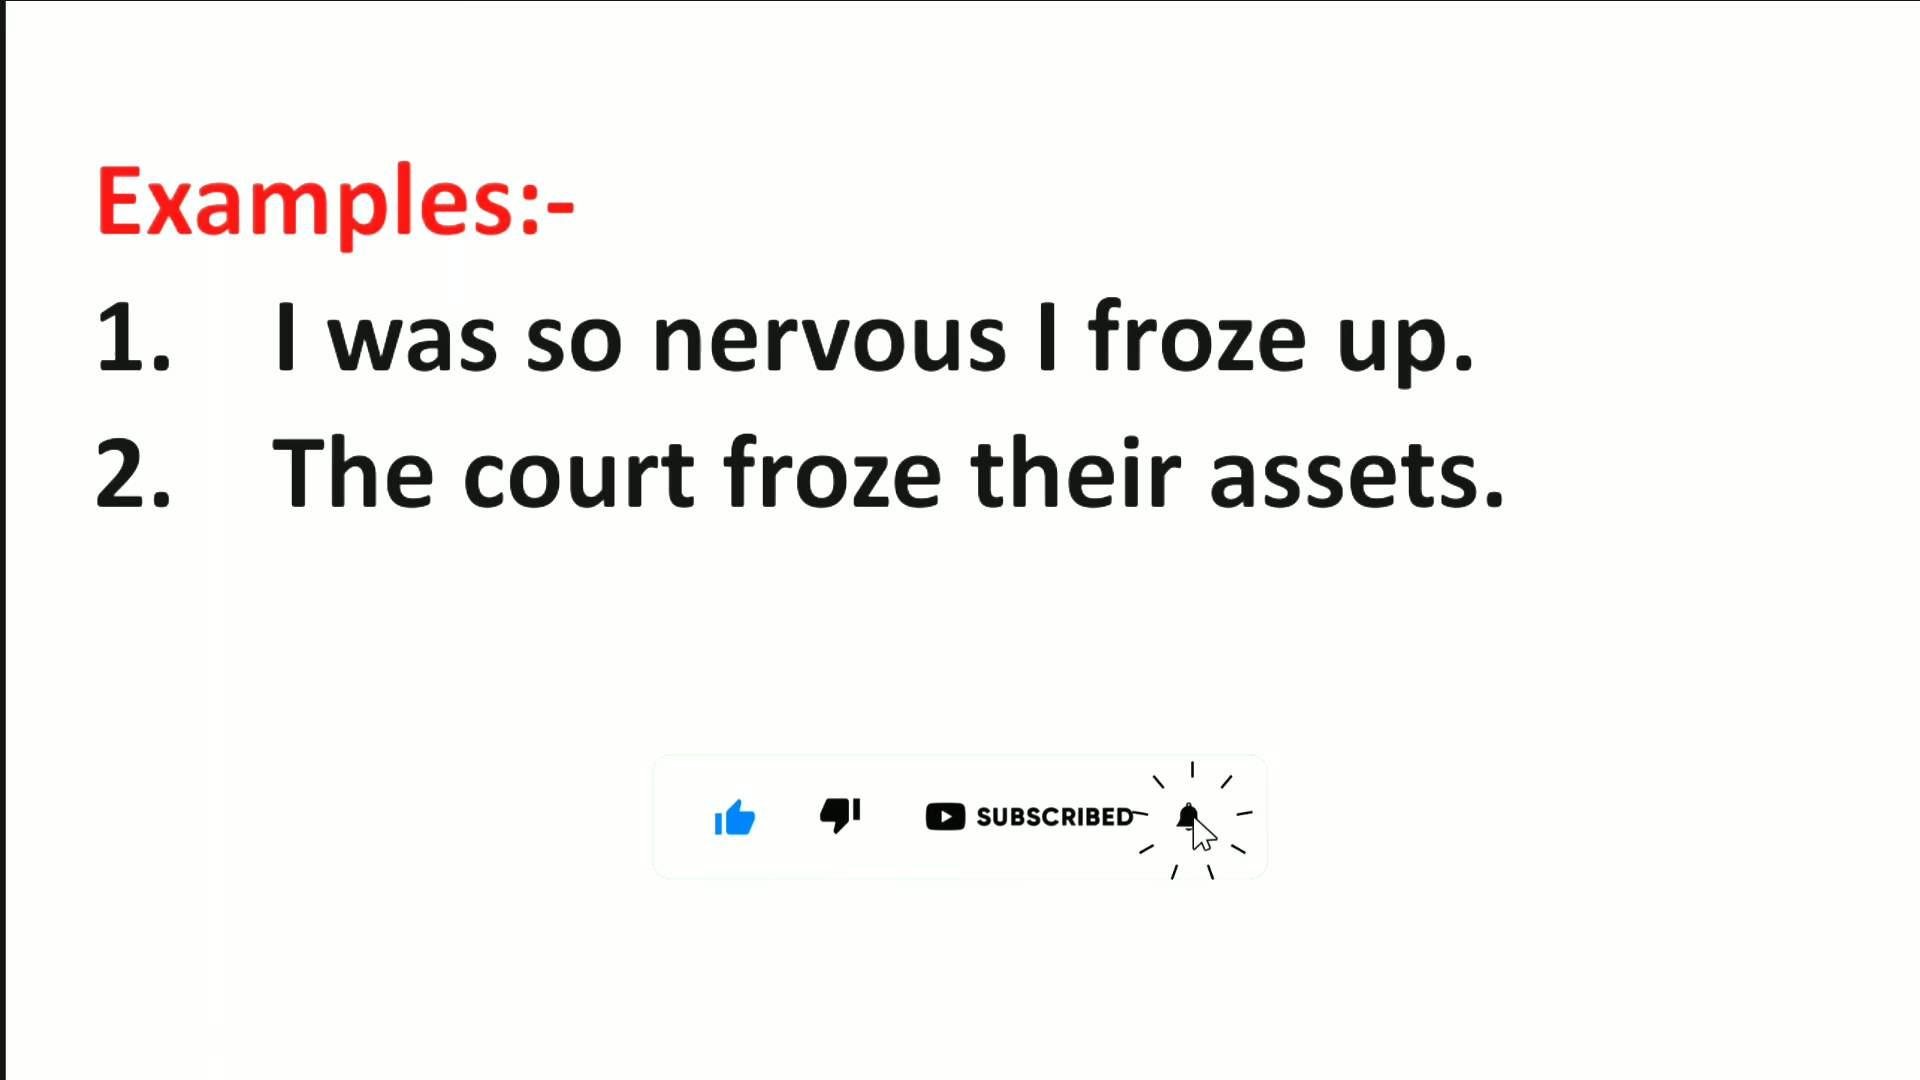 Examples:-
1. I was so nervous I froze up.
2. The court froze their assets.
SUBSCRIBED